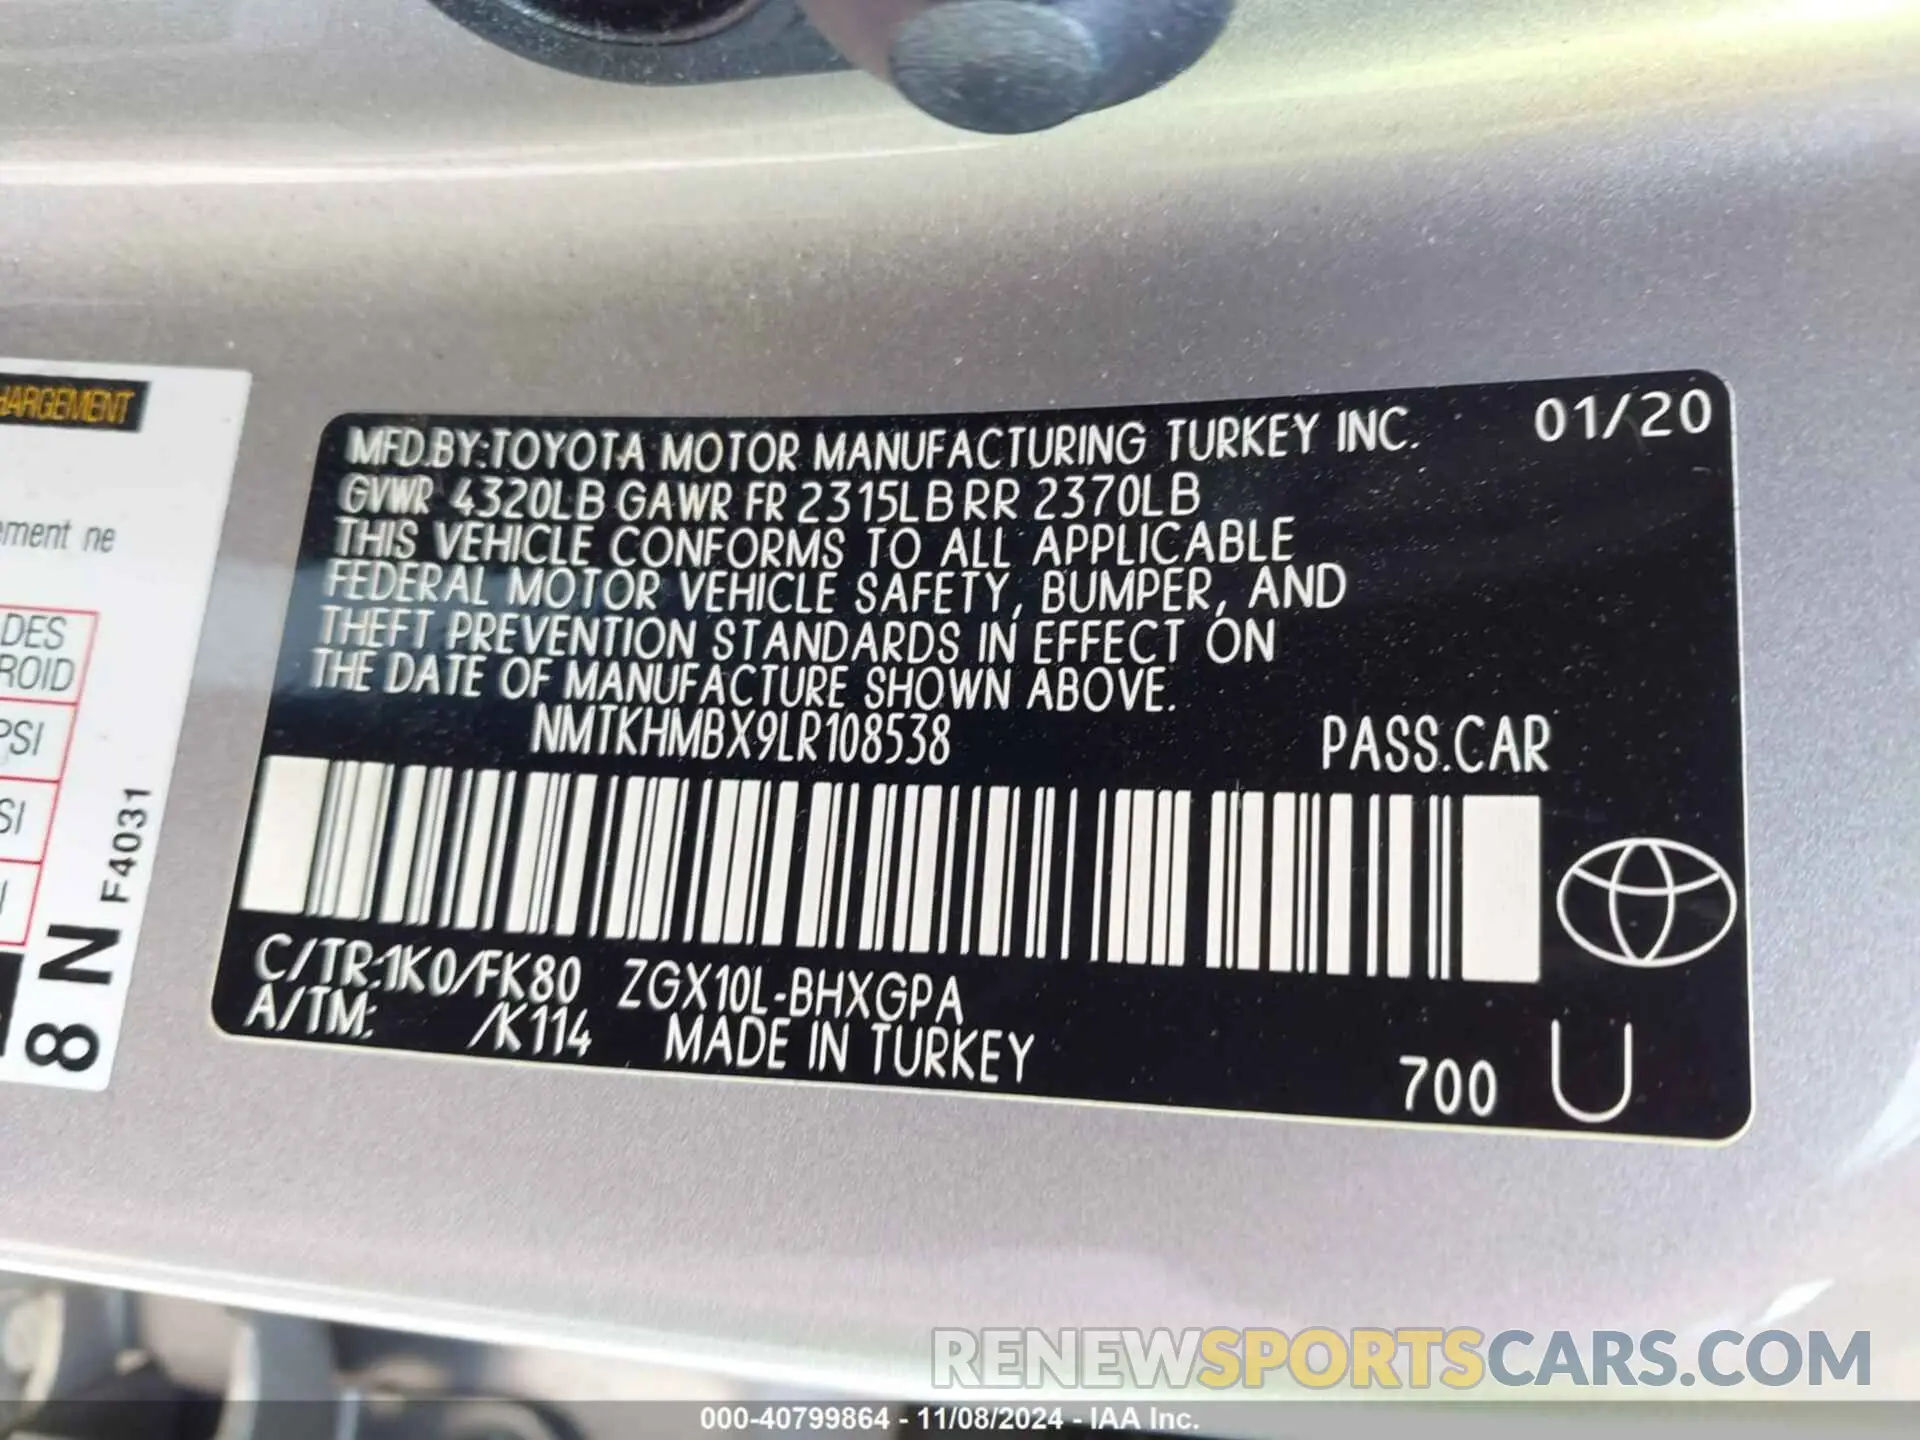 HARGEMENT
ement ne
DES
ROID
PSI
SI
F4031
8 N
MFD.BY:TOYOTA MOTOR MANUFACTURING TURKEY INC. 01/20
GVWR 4320LB GAWR FR 2315LB RR 2370LB
THIS VEHICLE CONFORMS TO ALL APPLICABLE
FEDERAL MOTOR VEHICLE SAFETY, BUMPER, AND
THEFT PREVENTION STANDARDS IN EFFECT ON
THE DATE OF MANUFACTURE SHOWN ABOVE.
NMTKHMBX9LR108538 PASS.CAR
C/TR:1K0/FK80 ZGX10L-BHXGPA
A/TM: /K114 MADE IN TURKEY
700 U
RENEWSPORTSCARS.COM
000-40799864 - 11/08/2024 - IAA Inc.